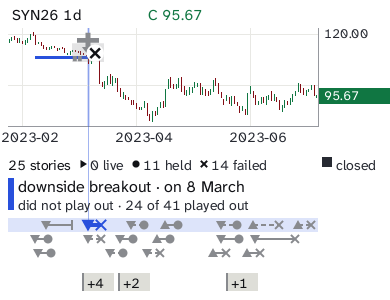 SYN26 1d C 95.67
120.00
95.67
2023-02 2023-04 2023-06
25 stories 0 live 11 held 14 failed closed
downside breakout · on 8 March
did not play out · 24 of 41 played out
+4 +2 +1